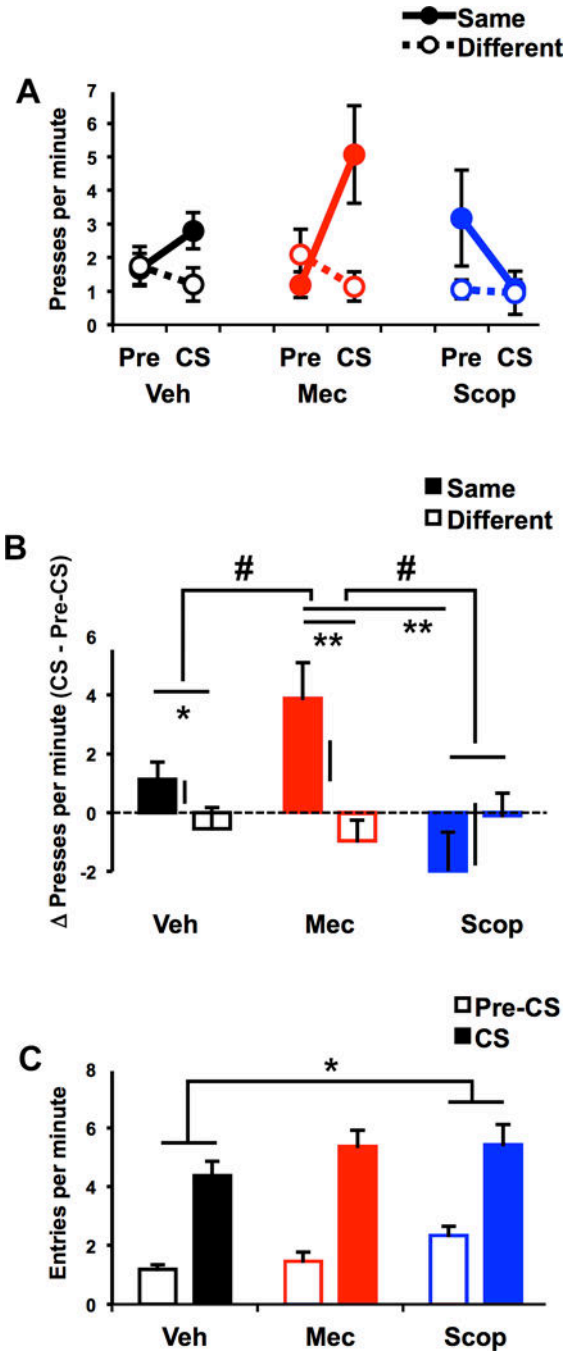 Same
Different
A
Presses per minute
7
6
5
4
3
2
1
0
Pre CS Pre CS Pre CS
Veh Mec Scop
Same
Different
B
# #
Δ Presses per minute (CS - Pre-CS)
6
4
2
0
-2
* ** **
Veh Mec Scop
Pre-CS
CS
C
*
Entries per minute
8
6
4
2
0
Veh Mec Scop